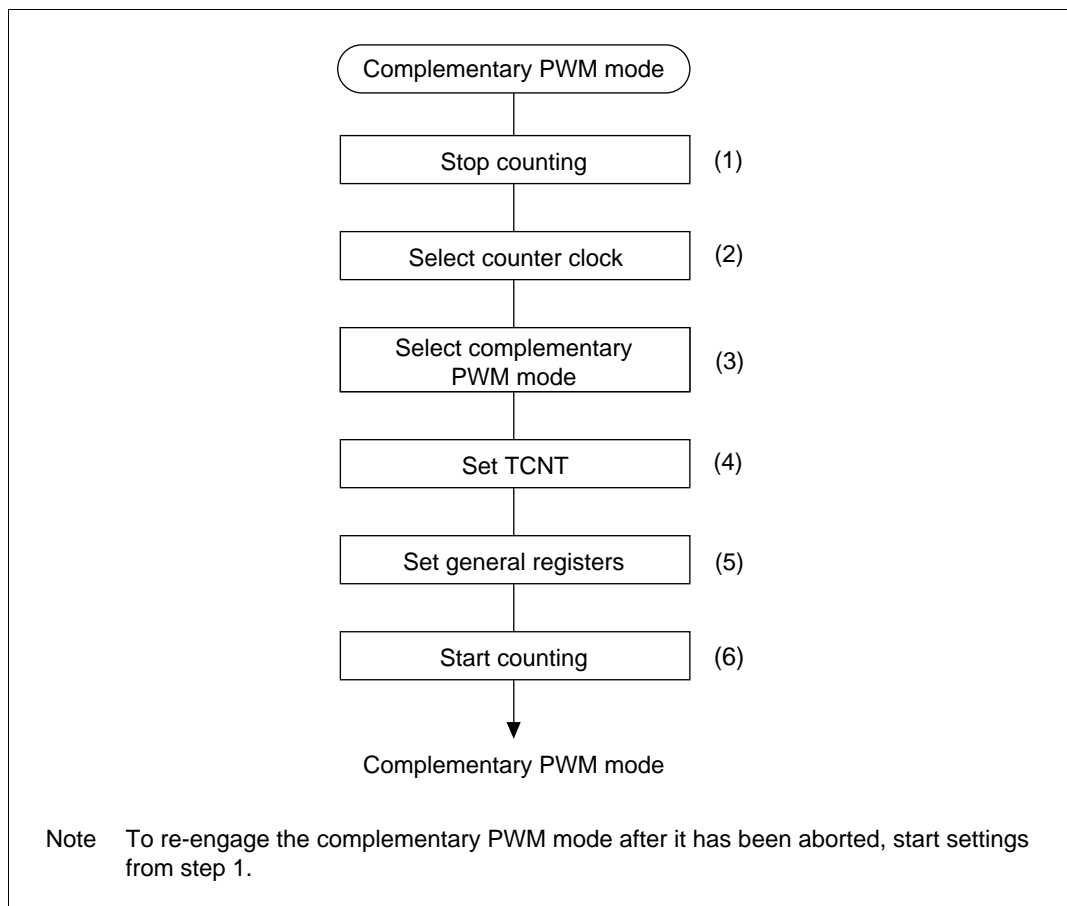 Complementary PWM mode
Stop counting (1)
Select counter clock (2)
Select complementary
PWM mode
(3)
Set TCNT (4)
Set general registers (5)
Start counting (6)
Complementary PWM mode
Note To re-engage the complementary PWM mode after it has been aborted, start settings
from step 1.